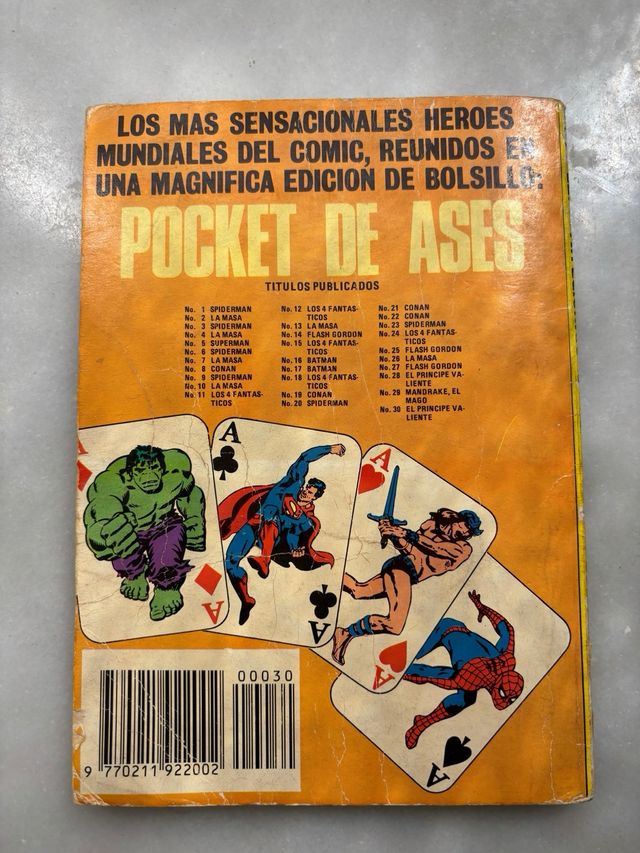 LOS MAS SENSACIONALES HEROES
MUNDIALES DEL COMIC, REUNIDOS EN
UNA MAGNIFICA EDICION DE BOLSILLO:
POCKET DE ASES
TITULOS PUBLICADOS
No. 1 SPIDERMAN
No. 2 LA MASA
No. 3 SPIDERMAN
No. 4 LA MASA
No. 5 SUPERMAN
No. 6 SPIDERMAN
No. 7 LA MASA
No. 8 CONAN
No. 9 SPIDERMAN
No. 10 LA MASA
No. 11 LOS 4 FANTAS-
TICOS
No. 12 LOS 4 FANTAS-
TICOS
No. 13 LA MASA
No. 14 FLASH GORDON
No. 15 LOS 4 FANTAS-
TICOS
No. 16 BATMAN
No. 17 BATMAN
No. 18 LOS 4 FANTAS-
TICOS
No. 19 CONAN
No. 20 SPIDERMAN
No. 21 CONAN
No. 22 CONAN
No. 23 SPIDERMAN
No. 24 LOS 4 FANTAS-
TICOS
No. 25 FLASH GORDON
No. 26 LA MASA
No. 27 FLASH GORDON
No. 28 EL PRINCIPE VA-
LIENTE
No. 29 MANDRAKE, EL
MAGO
No. 30 EL PRINCIPE VA-
LIENTE
A
A
A
A
A
A
S
00030
9 770211 922002